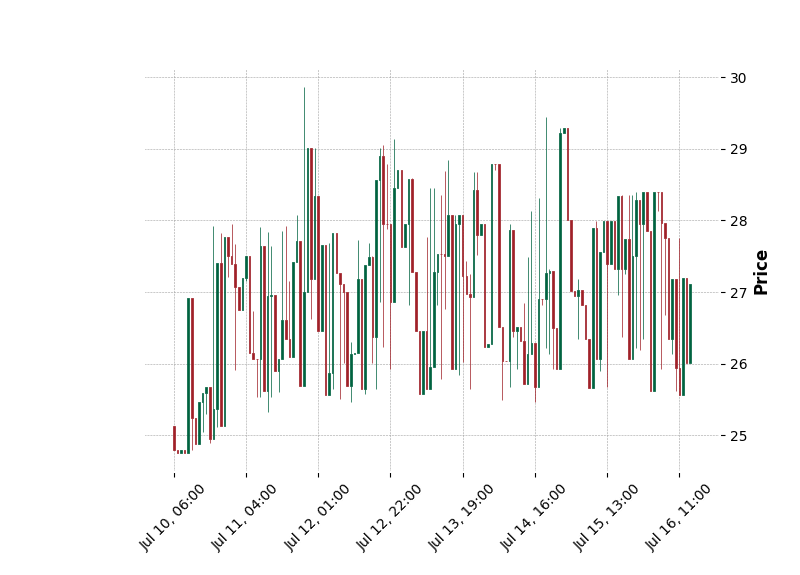 30
29
28
27
26
25
Price
Jul 10, 06:00
Jul 11, 04:00
Jul 12, 01:00
Jul 12, 22:00
Jul 13, 19:00
Jul 14, 16:00
Jul 15, 13:00
Jul 16, 11:00